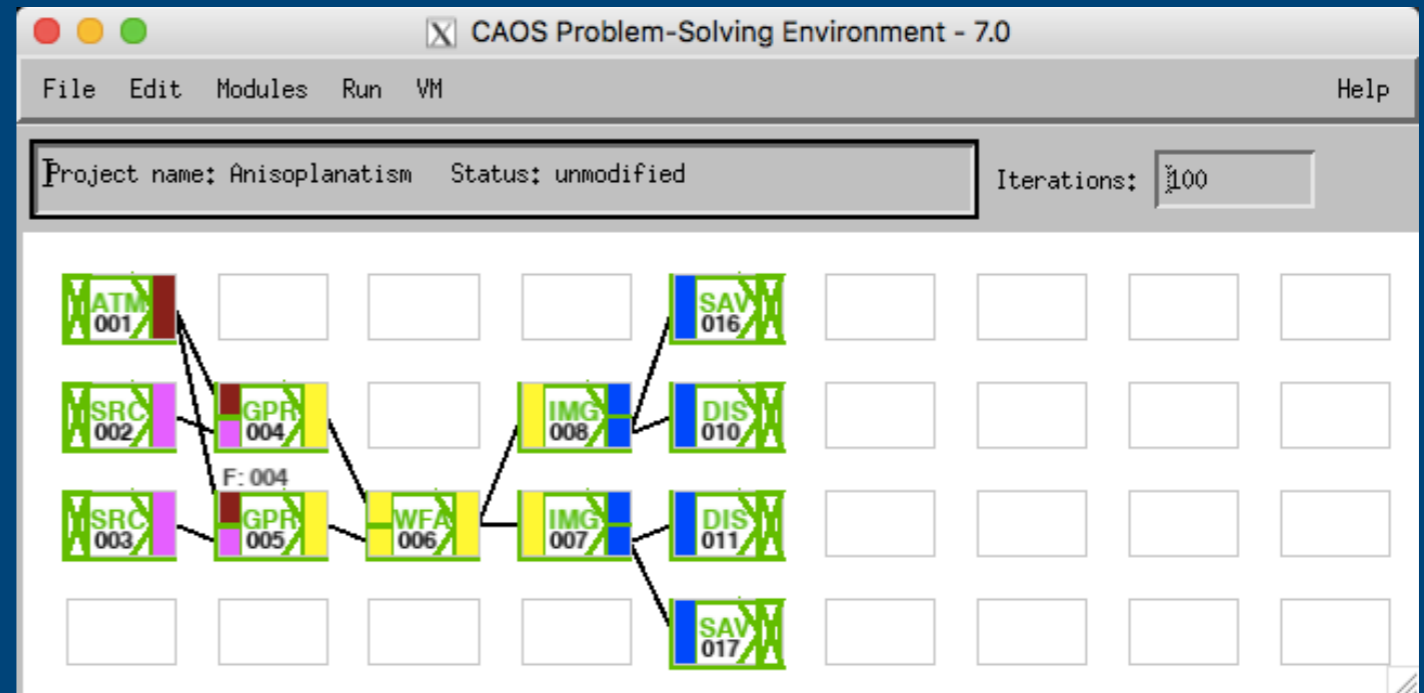 CAOS Problem-Solving Environment - 7.0
File Edit Modules Run VM Help
Project name: Anisoplanatism Status: unmodified
Iterations: 100
ATM
001
SAV
016
SRC
002
GPR
004
IMG
008
DIS
010
F: 004
SRC
003
GPR
005
WFA
006
IMG
007
DIS
011
SAV
017